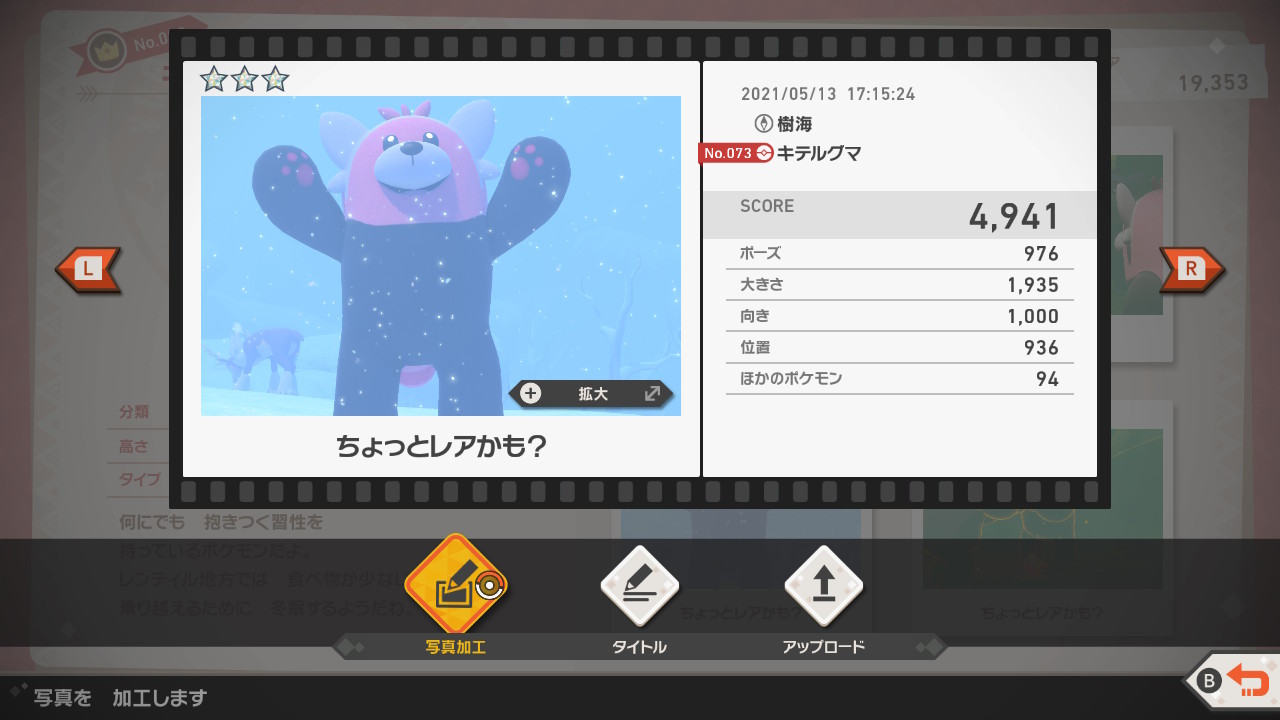 No.0
19,353
2021/05/13 17:15:24
樹海
No.073 キテルグマ
SCORE 4,941
ポーズ 976
大きさ 1,935
向き 1,000
位置 936
ほかのポケモン 94
L
R
+ 拡大
ちょっとレアかも?
分類
高さ
タイプ
何にでも 抱きつく習性を
持っているポケモンだよ。
レンティル地方では 食べ物が少な
乗り越えるために 冬眠するようだね
ちょっとレアかも?
ちょっとレアかも?
写真加工
タイトル
アップロード
写真を 加工します
B